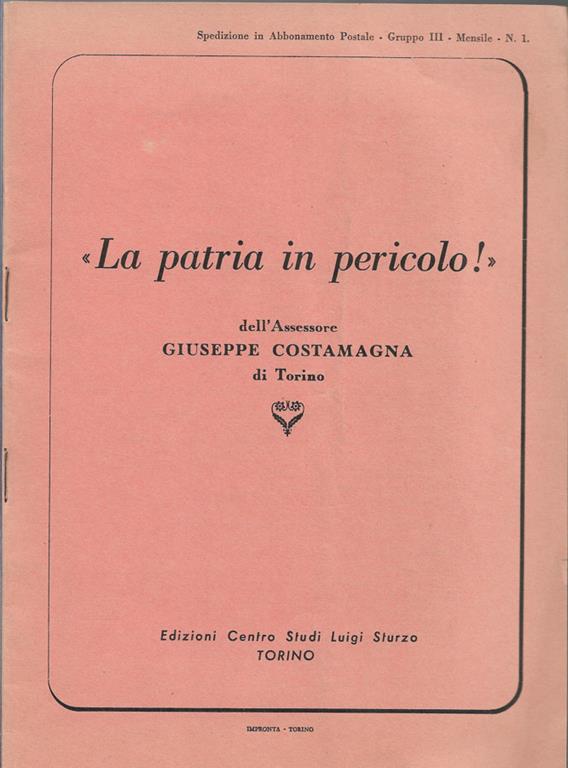 Spedizione in Abbonamento Postale - Gruppo III - Mensile - N. 1.
«La patria in pericolo!»
dell'Assessore
GIUSEPPE COSTAMAGNA
di Torino
Edizioni Centro Studi Luigi Sturzo
TORINO
IMPRONTA - TORINO